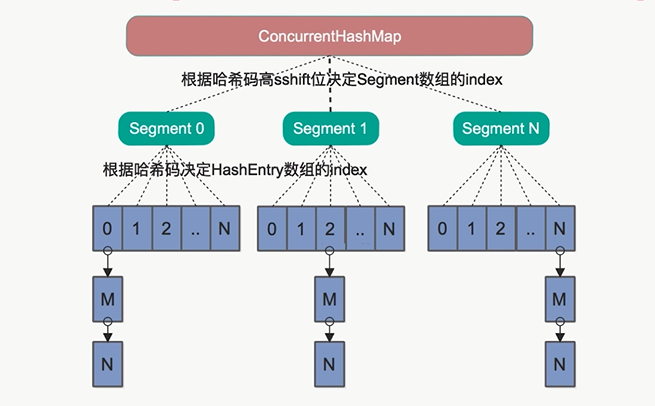 ConcurrentHashMap
根据哈希码高sshift位决定Segment数组的index
Segment 0
Segment 1
Segment N
根据哈希码决定HashEntry数组的index
0 1 2 .. N
0 1 2 .. N
0 1 2 .. N
M
M
M
N
N
N